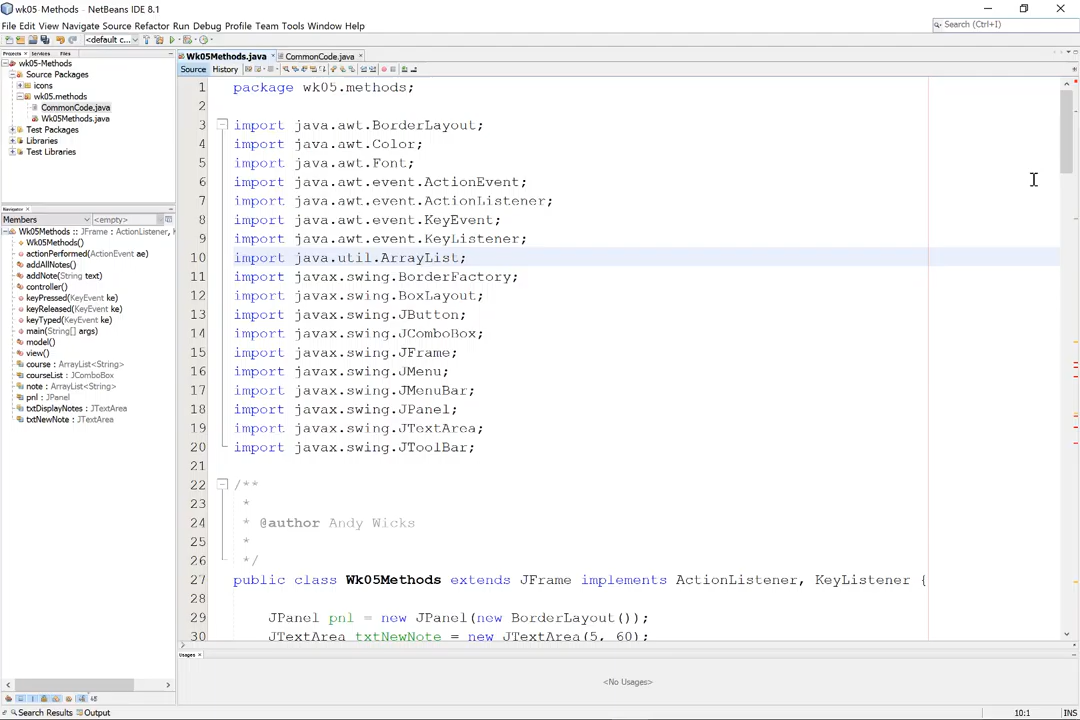 wk05-Methods - NetBeans IDE 8.1
File Edit View Navigate Source Refactor Run Debug Profile Team Tools Window Help
Search (Ctrl+I)
<default c...
Projects Services Files
wk05-Methods
Source Packages
icons
wk05.methods
CommonCode.java
Wk05Methods.java
Test Packages
Libraries
Test Libraries
Navigator
Members <empty>
Wk05Methods :: JFrame : ActionListener, K
Wk05Methods()
actionPerformed(ActionEvent ae)
addAllNotes()
addNote(String text)
controller()
keyPressed(KeyEvent ke)
keyReleased(KeyEvent ke)
keyTyped(KeyEvent ke)
main(String[] args)
model()
view()
course : ArrayList<String>
courseList : JComboBox
note : ArrayList<String>
pnl : JPanel
txtDisplayNotes : JTextArea
txtNewNote : JTextArea
Wk05Methods.java CommonCode.java
Source History
1 package wk05.methods;
2
3 import java.awt.BorderLayout;
4 import java.awt.Color;
5 import java.awt.Font;
6 import java.awt.event.ActionEvent;
7 import java.awt.event.ActionListener;
8 import java.awt.event.KeyEvent;
9 import java.awt.event.KeyListener;
10 import java.util.ArrayList;
11 import javax.swing.BorderFactory;
12 import javax.swing.BoxLayout;
13 import javax.swing.JButton;
14 import javax.swing.JComboBox;
15 import javax.swing.JFrame;
16 import javax.swing.JMenu;
17 import javax.swing.JMenuBar;
18 import javax.swing.JPanel;
19 import javax.swing.JTextArea;
20 import javax.swing.JToolBar;
21
22 /**
23 *
24 * @author Andy Wicks
25 *
26 */
27 public class Wk05Methods extends JFrame implements ActionListener, KeyListener {
28
29 JPanel pnl = new JPanel(new BorderLayout());
30 JTextArea txtNewNote = new JTextArea(5, 60);
Usages
<No Usages>
Search Results Output
10:1 INS